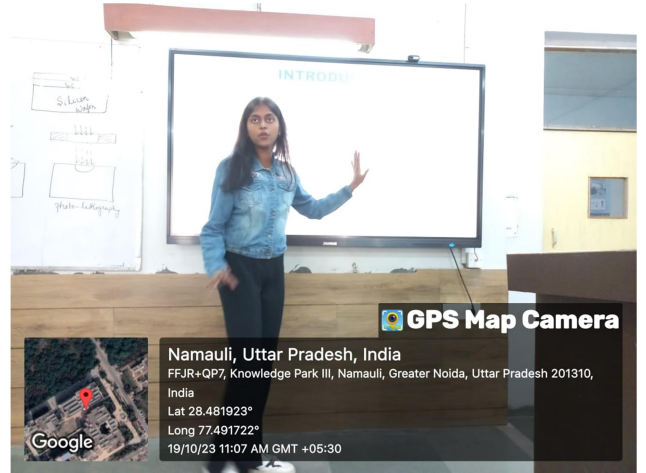 INTRODU
Silicon
Wafer
photo-lithography
GPS Map Camera
Namauli, Uttar Pradesh, India
FFJR+QP7, Knowledge Park III, Namauli, Greater Noida, Uttar Pradesh 201310,
India
Lat 28.481923°
Long 77.491722°
19/10/23 11:07 AM GMT +05:30
Google